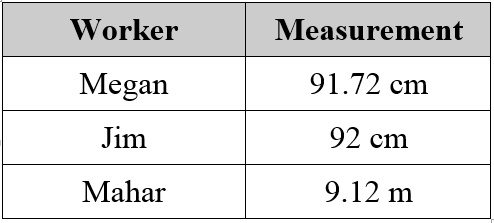 Worker Measurement
Megan 91.72 cm
Jim 92 cm
Mahar 9.12 m